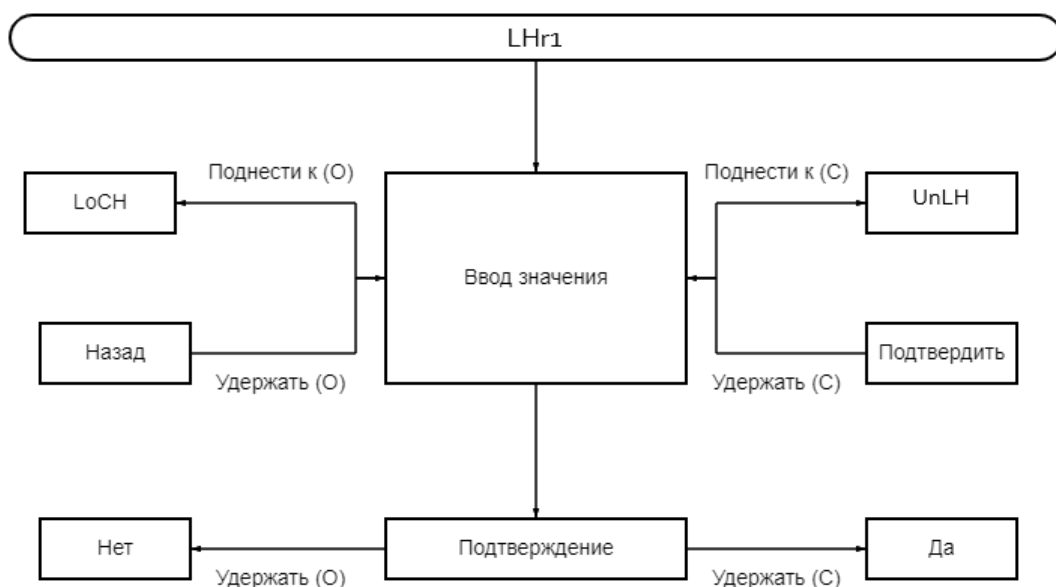 LHr1
Поднести к (О)
Поднести к (С)
LoCH
UnLH
Ввод значения
Назад
Подтвердить
Удержать (О)
Удержать (С)
Нет
Подтверждение
Да
Удержать (О)
Удержать (С)